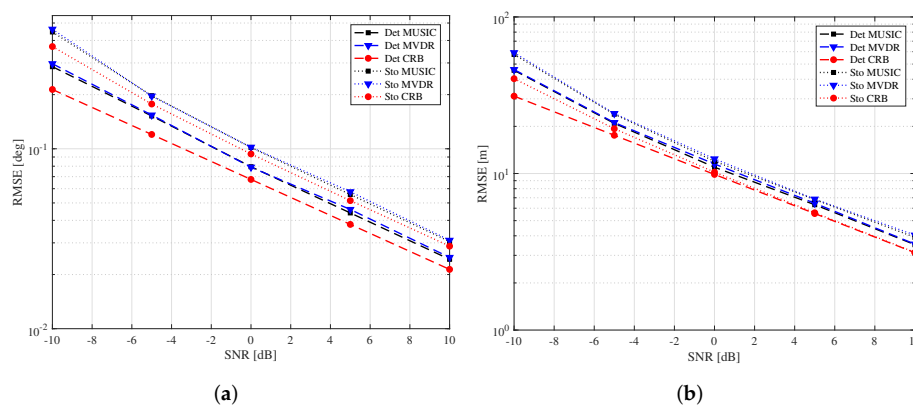 Det MUSIC
Det MVDR
Det CRB
Sto MUSIC
Sto MVDR
Sto CRB
10^-1
10^-2
RMSE [deg]
-10 -8 -6 -4 -2 0 2 4 6 8 10
SNR [dB]
(a)
10^2
Det MUSIC
Det MVDR
Det CRB
Sto MUSIC
Sto MVDR
Sto CRB
10^1
10^0
RMSE [m]
-10 -8 -6 -4 -2 0 2 4 6 8
SNR [dB]
(b)